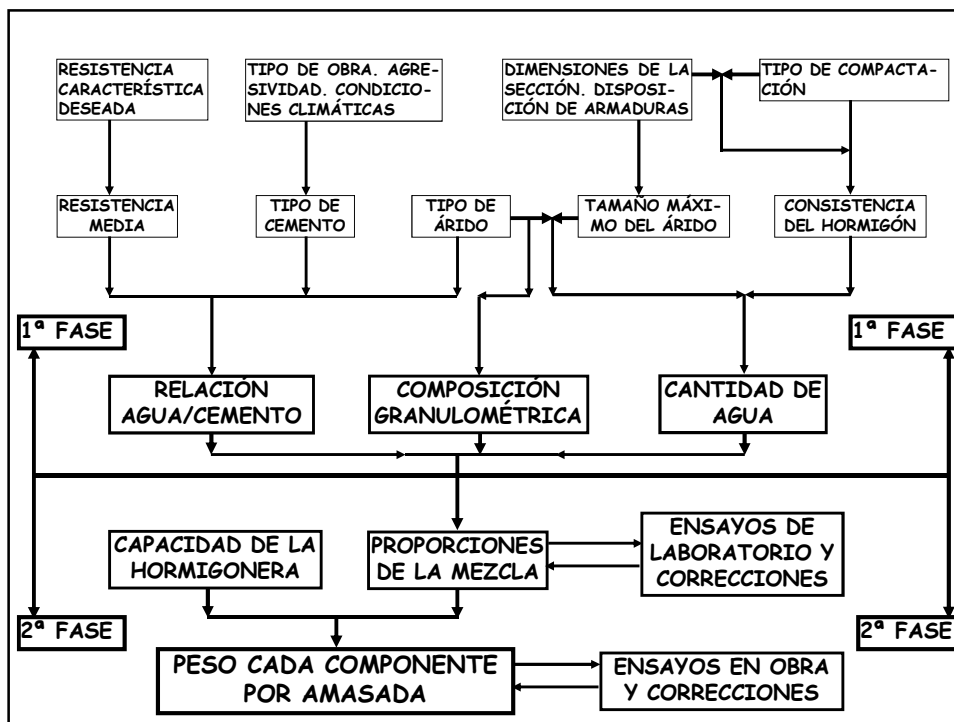 RESISTENCIA
CARACTERÍSTICA
DESEADA
TIPO DE OBRA. AGRE-
SIVIDAD. CONDICIO-
NES CLIMÁTICAS
DIMENSIONES DE LA
SECCIÓN. DISPOSI-
CIÓN DE ARMADURAS
TIPO DE COMPACTA-
CIÓN
RESISTENCIA
MEDIA
TIPO DE
CEMENTO
TIPO DE
ÁRIDO
TAMAÑO MÁXI-
MO DEL ÁRIDO
CONSISTENCIA
DEL HORMIGÓN
1ª FASE
1ª FASE
RELACIÓN
AGUA/CEMENTO
COMPOSICIÓN
GRANULOMÉTRICA
CANTIDAD DE
AGUA
CAPACIDAD DE LA
HORMIGONERA
PROPORCIONES
DE LA MEZCLA
ENSAYOS DE
LABORATORIO Y
CORRECCIONES
2ª FASE
2ª FASE
PESO CADA COMPONENTE
POR AMASADA
ENSAYOS EN OBRA
Y CORRECCIONES